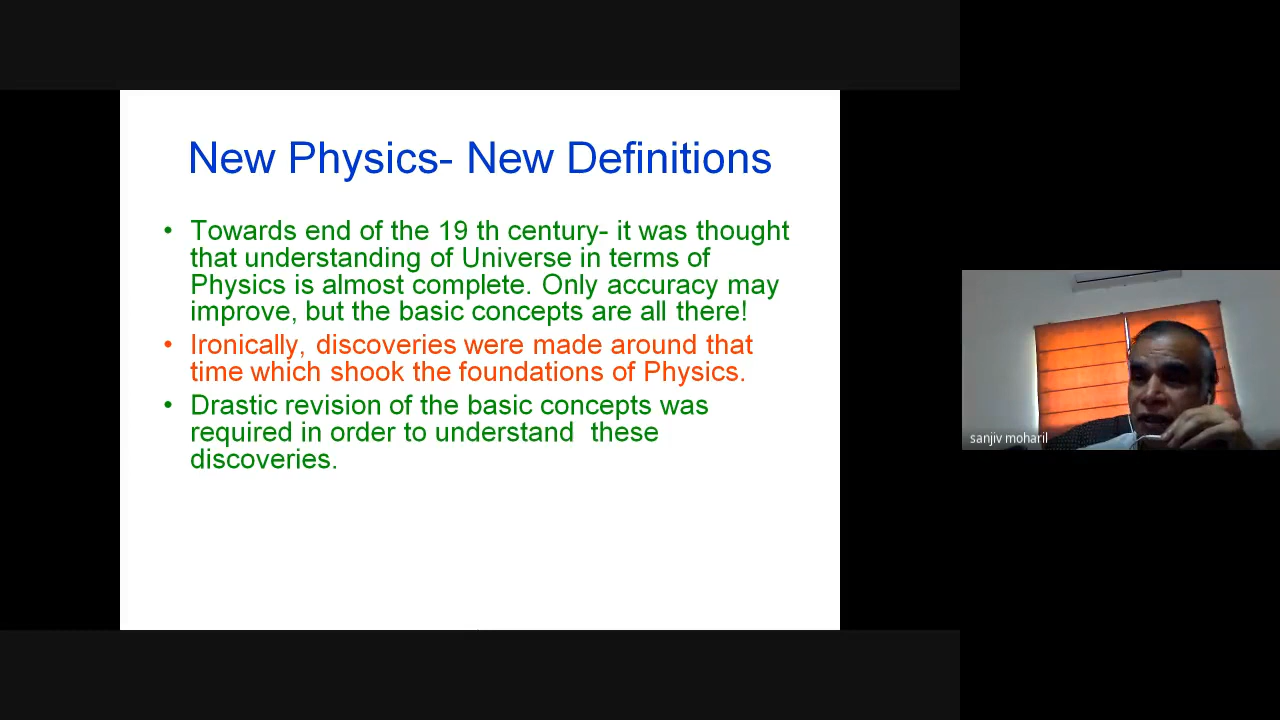 New Physics- New Definitions
• Towards end of the 19 th century- it was thought
that understanding of Universe in terms of
Physics is almost complete. Only accuracy may
improve, but the basic concepts are all there!
• Ironically, discoveries were made around that
time which shook the foundations of Physics.
• Drastic revision of the basic concepts was
required in order to understand  these
discoveries.
sanjiv moharil